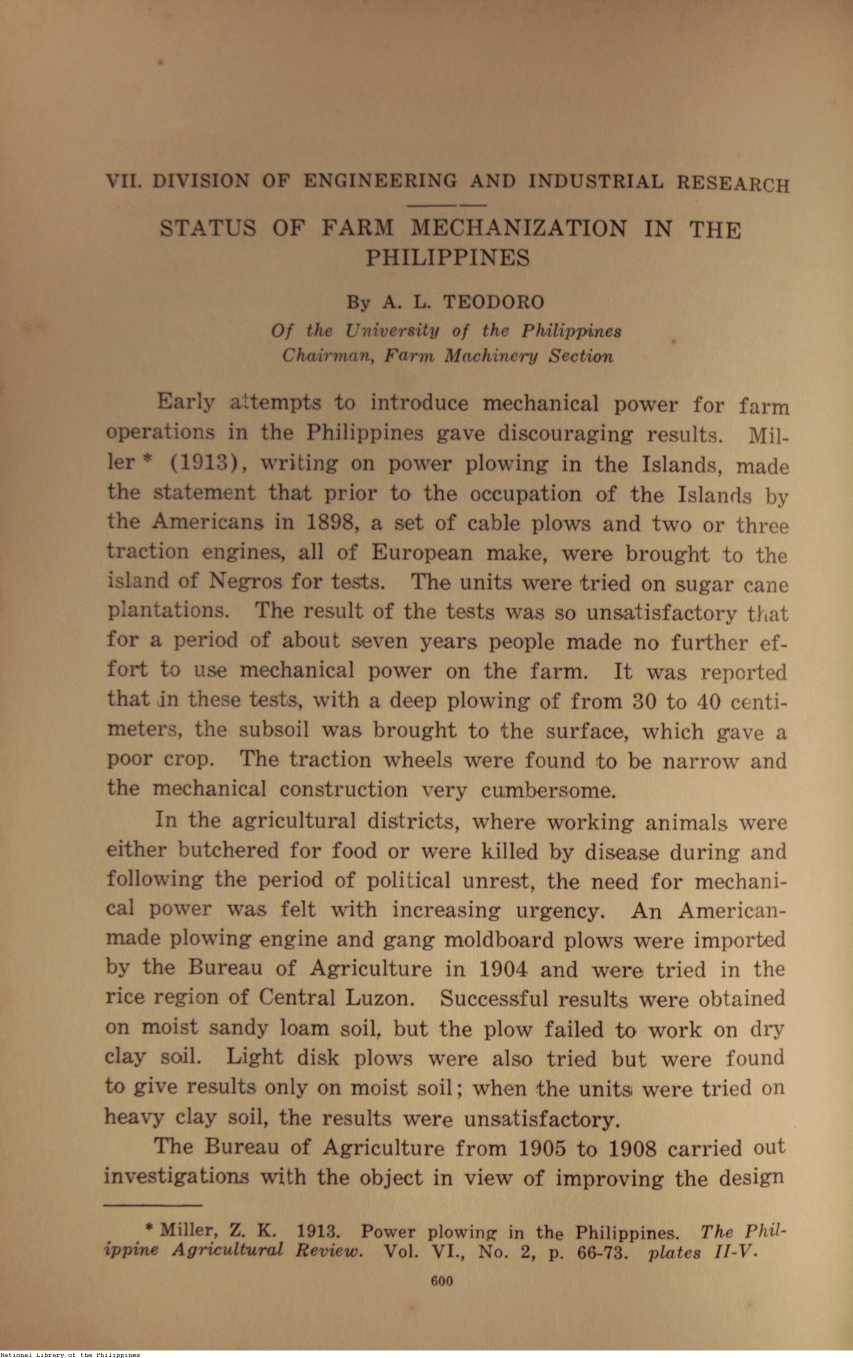 VII. DIVISION OF ENGINEERING AND INDUSTRIAL RESEARCH
STATUS OF FARM MECHANIZATION IN THE
PHILIPPINES
By A. L. TEODORO
Of the University of the Philippines
Chairman, Farm Machinery Section
Early attempts to introduce mechanical power for farm
operations in the Philippines gave discouraging results. Mil-
ler * (1913), writing on power plowing in the Islands, made
the statement that prior to the occupation of the Islands by
the Americans in 1898, a set of cable plows and two or three
traction engines, all of European make, were brought to the
island of Negros for tests. The units were tried on sugar cane
plantations. The result of the tests was so unsatisfactory that
for a period of about seven years people made no further ef-
fort to use mechanical power on the farm. It was reported
that in these tests, with a deep plowing of from 30 to 40 centi-
meters, the subsoil was brought to the surface, which gave a
poor crop. The traction wheels were found to be narrow and
the mechanical construction very cumbersome.
In the agricultural districts, where working animals were
either butchered for food or were killed by disease during and
following the period of political unrest, the need for mechani-
cal power was felt with increasing urgency. An American-
made plowing engine and gang moldboard plows were imported
by the Bureau of Agriculture in 1904 and were tried in the
rice region of Central Luzon. Successful results were obtained
on moist sandy loam soil, but the plow failed to work on dry
clay soil. Light disk plows were also tried but were found
to give results only on moist soil; when the units were tried on
heavy clay soil, the results were unsatisfactory.
The Bureau of Agriculture from 1905 to 1908 carried out
investigations with the object in view of improving the design
* Miller, Z. K. 1913. Power plowing in the Philippines. The Phil-
ippine Agricultural Review. Vol. VI., No. 2, p. 66-73. plates II-V.
600
National Library of the Philippines